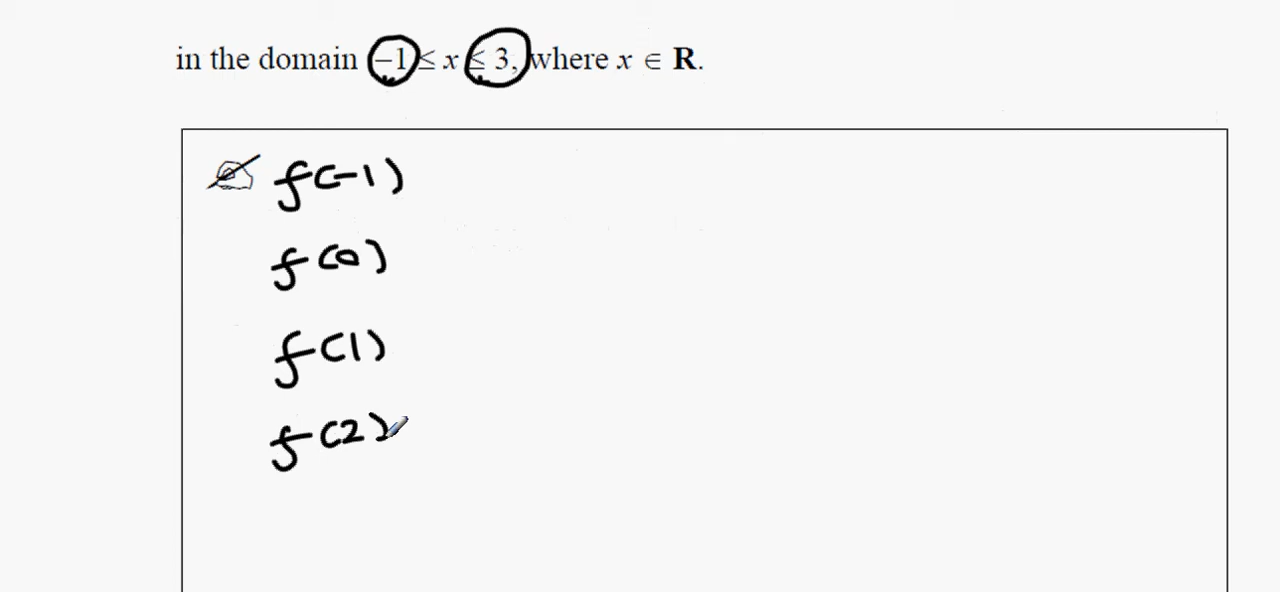 in the domain −1 ≤ x ≤ 3, where x ∈ R.
f(-1)
f(0)
f(1)
f(2)